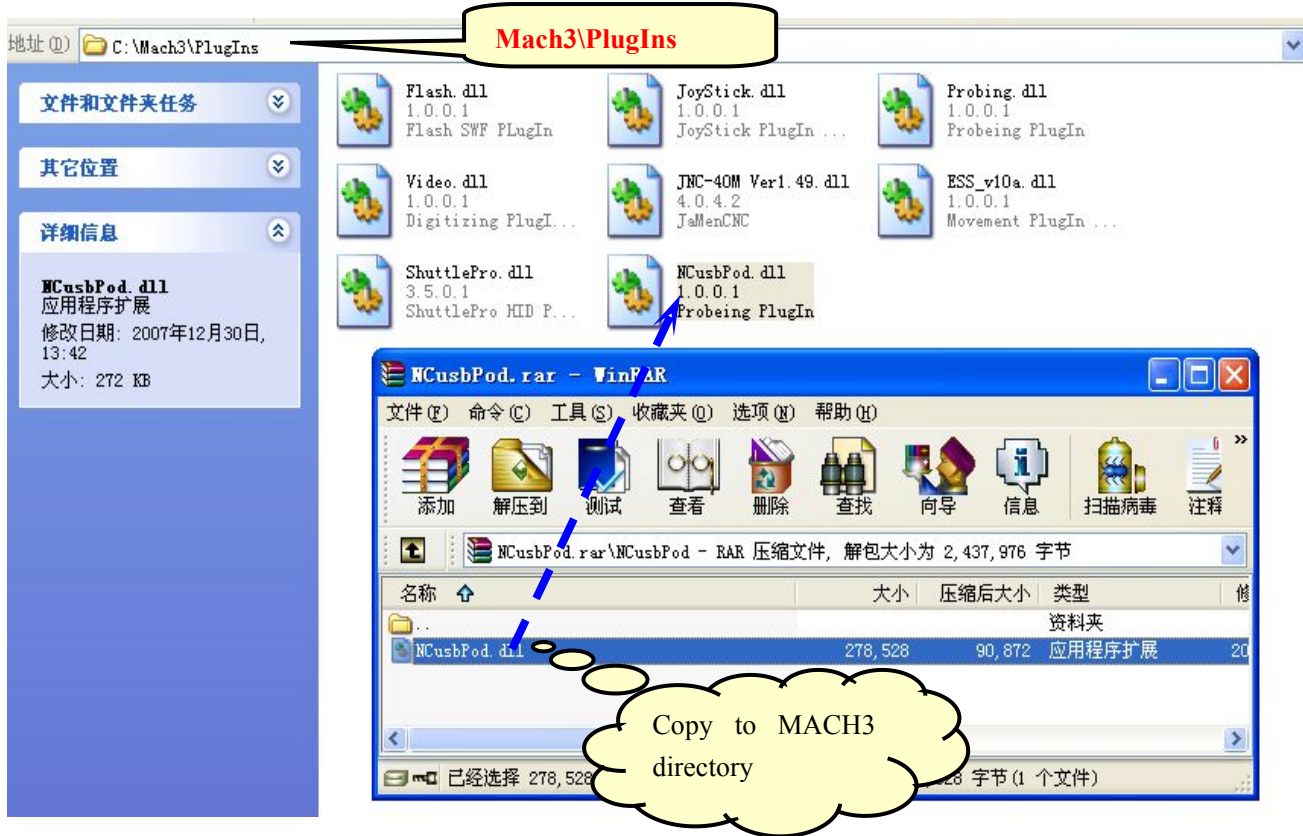 地址(D) C:\Mach3\PlugIns
Mach3\PlugIns
文件和文件夹任务
其它位置
详细信息
NCusbPod.dll
应用程序扩展
修改日期: 2007年12月30日,
13:42
大小: 272 KB
Flash.dll
1.0.0.1
Flash SWF PLugIn
JoyStick.dll
1.0.0.1
JoyStick PlugIn ...
Probing.dll
1.0.0.1
Probeing PlugIn
Video.dll
1.0.0.1
Digitizing PlugI...
JNC-40M Ver1.49.dll
4.0.4.2
JaMenCNC
ESS_v10a.dll
1.0.0.1
Movement PlugIn ...
ShuttlePro.dll
3.5.0.1
ShuttlePro HID P...
NCusbPod.dll
1.0.0.1
Probeing PlugIn
NCusbPod.rar - WinRAR
文件(F) 命令(C) 工具(S) 收藏夹(O) 选项(N) 帮助(H)
添加 解压到 测试 查看 删除 查找 向导 信息 扫描病毒 注释
NCusbPod.rar\NCusbPod - RAR 压缩文件, 解包大小为 2,437,976 字节
名称 大小 压缩后大小 类型 修
.. 资料夹
NCusbPod.dll 278,528 90,872 应用程序扩展 20
Copy to MACH3
directory
已经选择 278,528 字节(1 个文件)